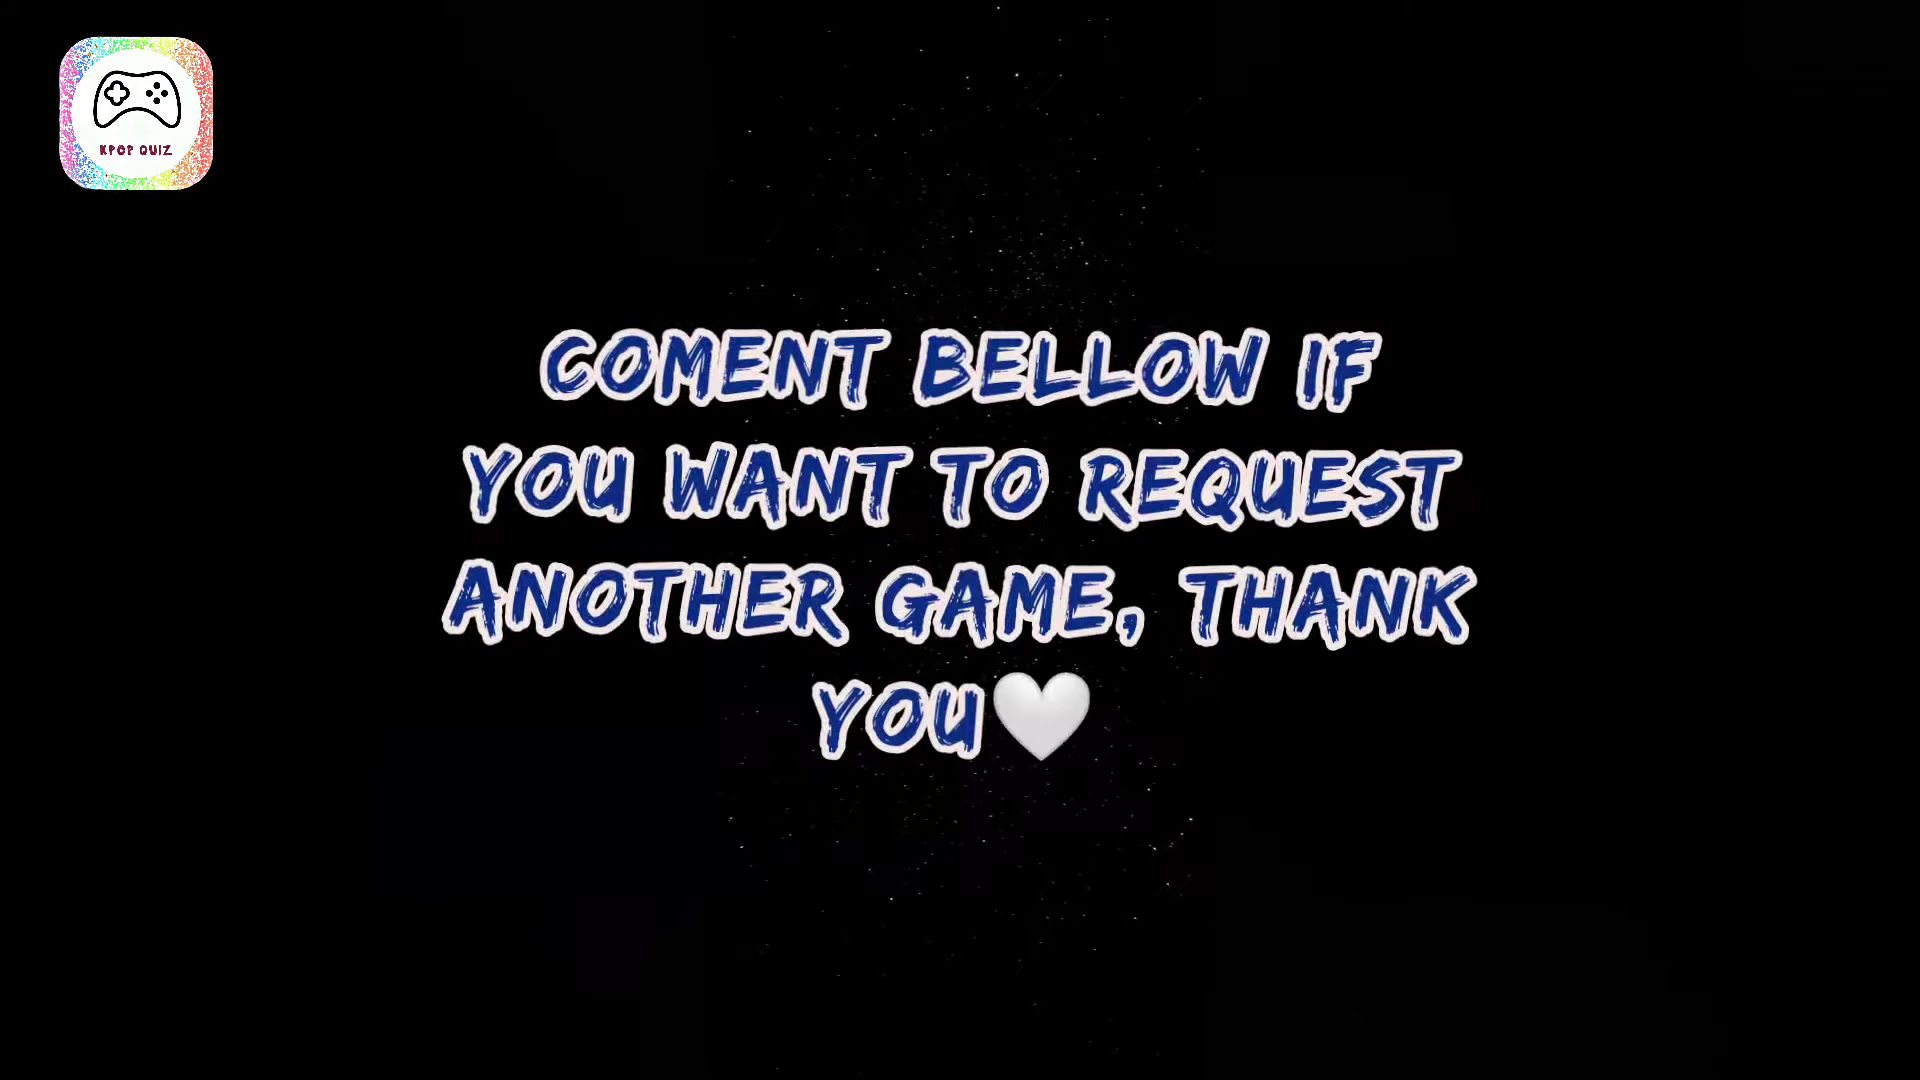 KPOP QUIZ
COMENT BELLOW IF
YOU WANT TO REQUEST
ANOTHER GAME, THANK
YOU🤍